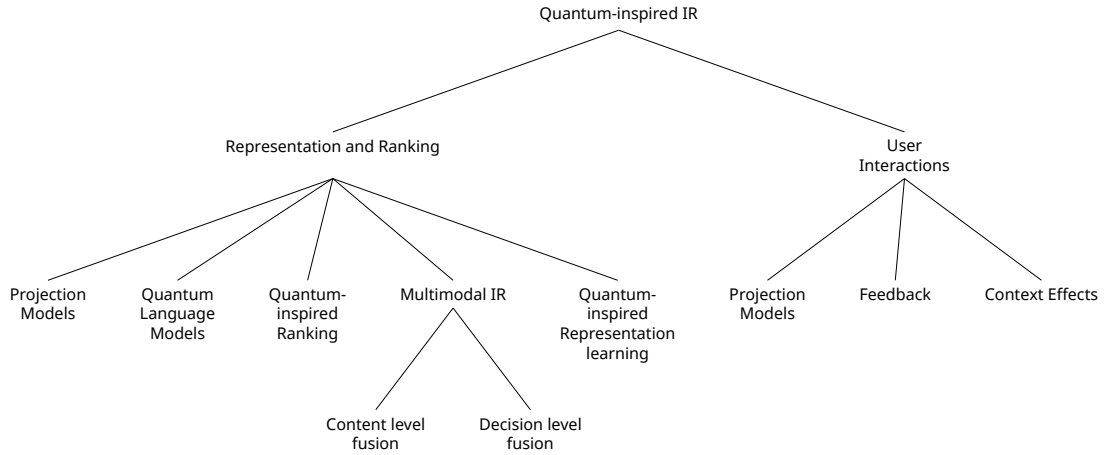 Quantum-inspired IR
Representation and Ranking
User
Interactions
Projection
Models
Quantum
Language
Models
Quantum-
inspired
Ranking
Multimodal IR
Quantum-
inspired
Representation
learning
Projection
Models
Feedback
Context Effects
Content level
fusion
Decision level
fusion